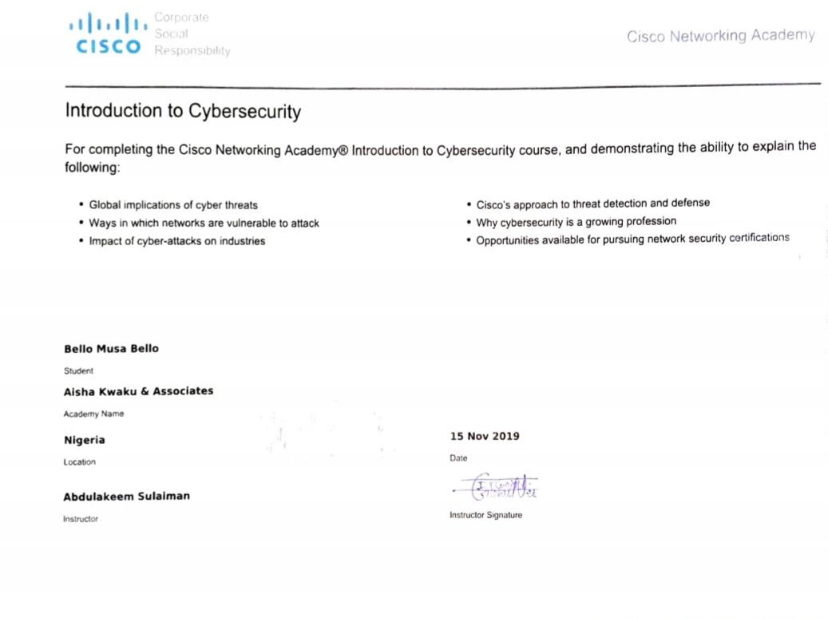 Corporate
Social
CISCO Responsibility
Cisco Networking Academy
Introduction to Cybersecurity
For completing the Cisco Networking Academy® Introduction to Cybersecurity course, and demonstrating the ability to explain the
following:
• Global implications of cyber threats
• Ways in which networks are vulnerable to attack
• Impact of cyber-attacks on industries
• Cisco's approach to threat detection and defense
• Why cybersecurity is a growing profession
• Opportunities available for pursuing network security certifications
Bello Musa Bello
Student
Aisha Kwaku & Associates
Academy Name
Nigeria
Location
Abdulakeem Sulaiman
Instructor
15 Nov 2019
Date
Instructor Signature